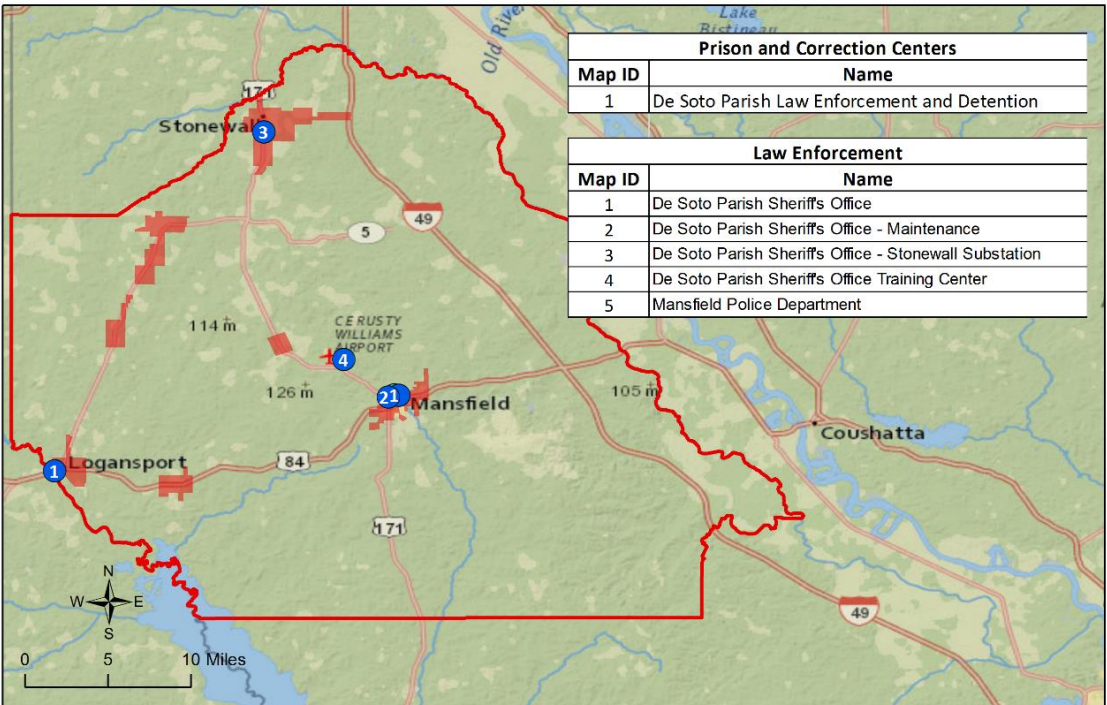 Prison and Correction Centers
Map ID Name
1 De Soto Parish Law Enforcement and Detention
Law Enforcement
Map ID Name
1 De Soto Parish Sheriff's Office
2 De Soto Parish Sheriff's Office - Maintenance
3 De Soto Parish Sheriff's Office - Stonewall Substation
4 De Soto Parish Sheriff's Office Training Center
5 Mansfield Police Department
Lake
Bistineau
Old River
171
Stonewall
3
49
5
114 m
CE RUSTY
WILLIAMS
AIRPORT
4
126 m
105 m
21
Mansfield
Coushatta
1
Logansport
84
171
N
W E
S
49
0 5 10 Miles